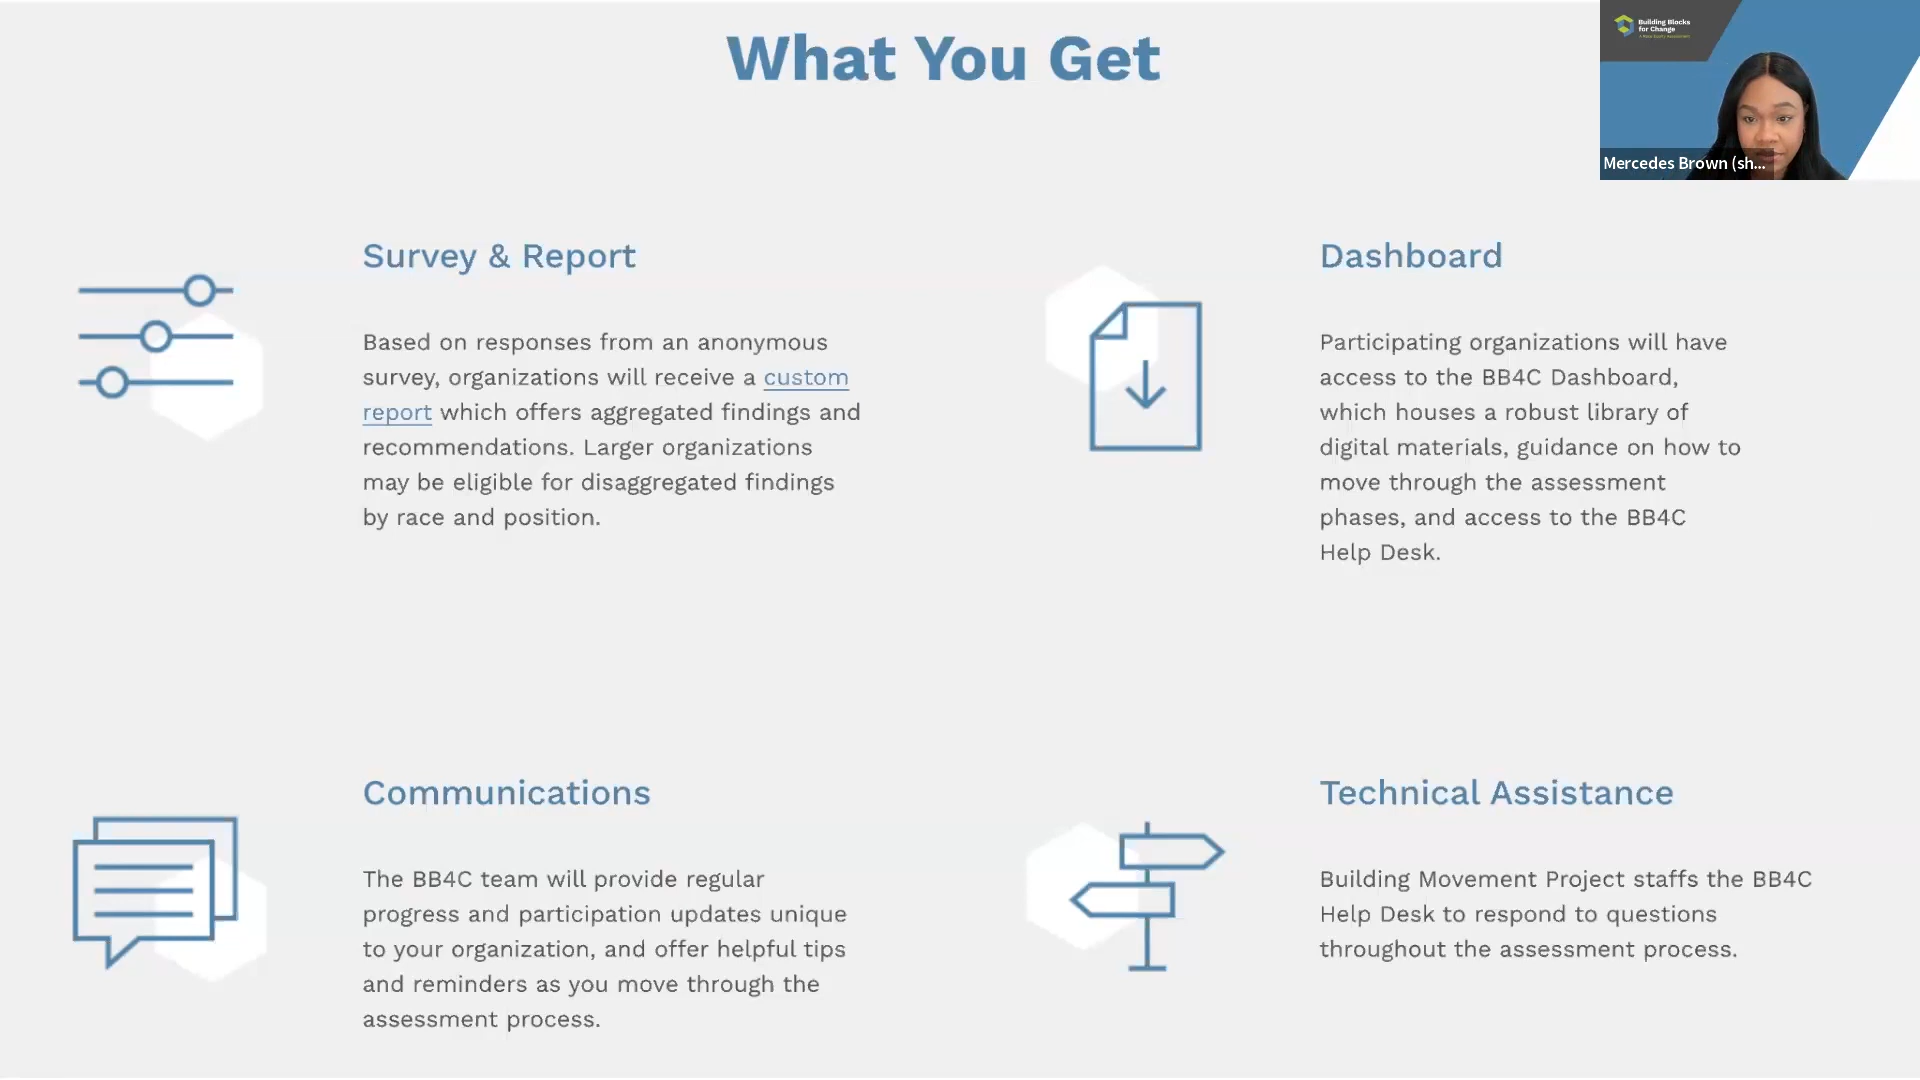 What You Get
Building Blocks
for Change
A Race Equity Assessment
Mercedes Brown (sh...
Survey & Report
Based on responses from an anonymous
survey, organizations will receive a custom
report which offers aggregated findings and
recommendations. Larger organizations
may be eligible for disaggregated findings
by race and position.
Dashboard
Participating organizations will have
access to the BB4C Dashboard,
which houses a robust library of
digital materials, guidance on how to
move through the assessment
phases, and access to the BB4C
Help Desk.
Communications
The BB4C team will provide regular
progress and participation updates unique
to your organization, and offer helpful tips
and reminders as you move through the
assessment process.
Technical Assistance
Building Movement Project staffs the BB4C
Help Desk to respond to questions
throughout the assessment process.